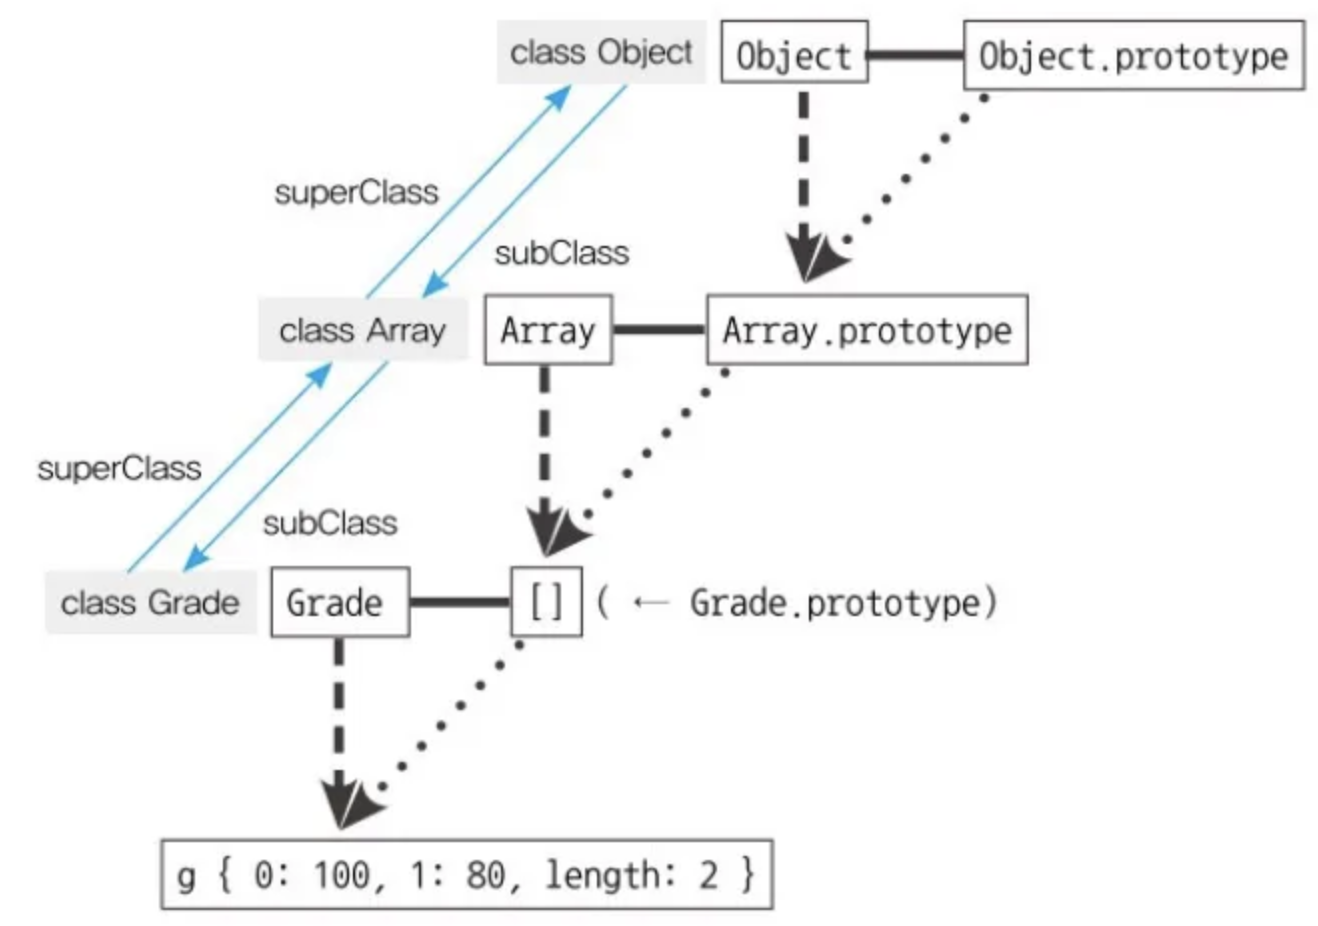 class Object
Object
Object.prototype
superClass
subClass
class Array
Array
Array.prototype
superClass
subClass
class Grade
Grade
[]
( ← Grade.prototype)
g { 0: 100, 1: 80, length: 2 }